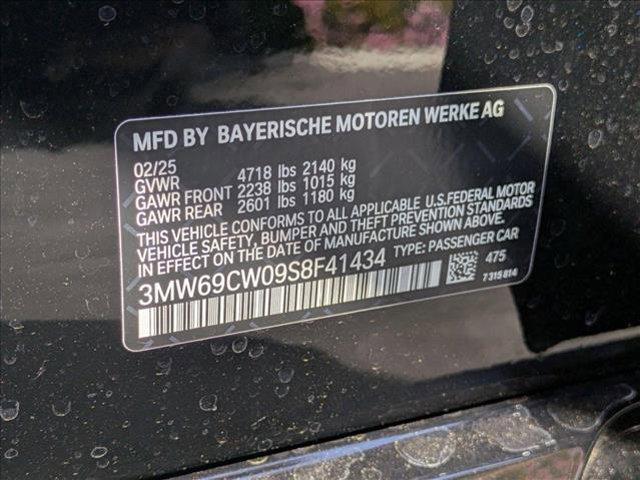 MFD BY BAYERISCHE MOTOREN WERKE AG
02/25
GVWR 4718 lbs 2140 kg
GAWR FRONT 2238 lbs 1015 kg
GAWR REAR 2601 lbs 1180 kg
THIS VEHICLE CONFORMS TO ALL APPLICABLE U.S.FEDERAL MOTOR
VEHICLE SAFETY, BUMPER AND THEFT PREVENTION STANDARDS
IN EFFECT ON THE DATE OF MANUFACTURE SHOWN ABOVE.
3MW69CW09S8F41434 TYPE: PASSENGER CAR
475
7 315 814